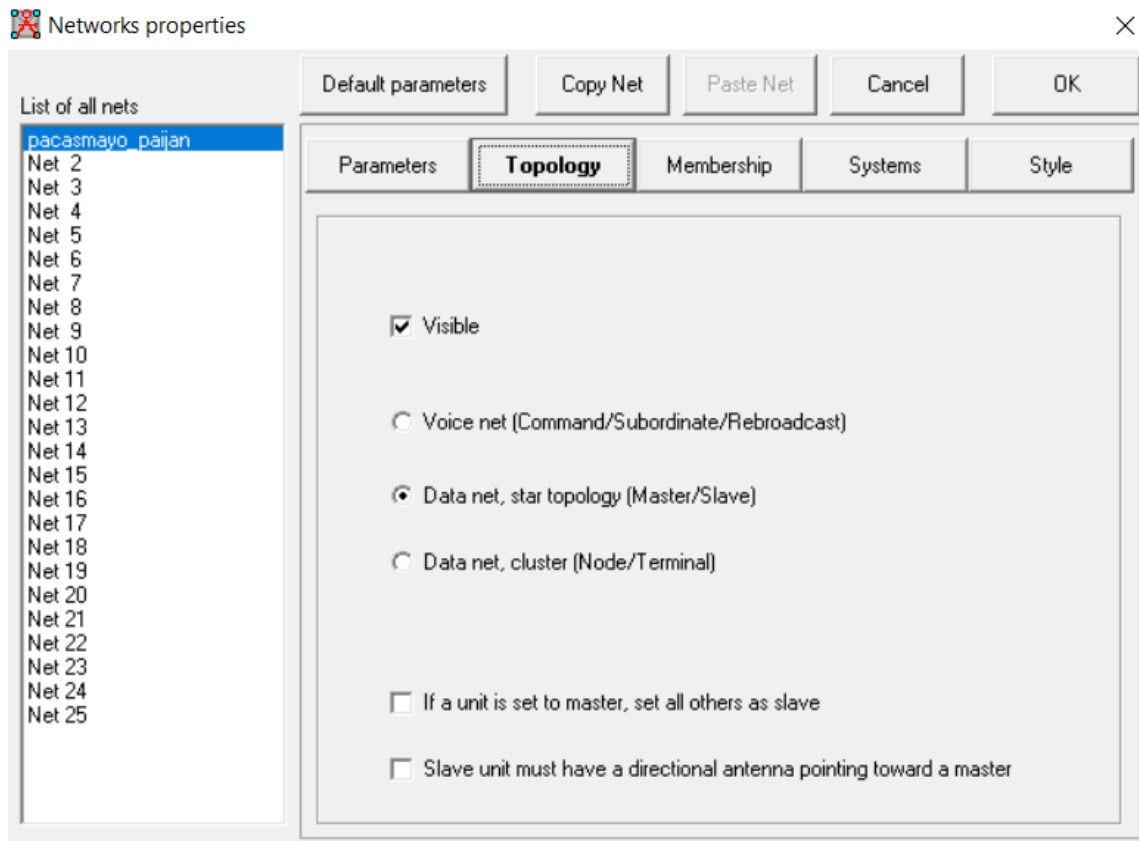 Networks properties
List of all nets
pacasmayo_paijan
Net 2
Net 3
Net 4
Net 5
Net 6
Net 7
Net 8
Net 9
Net 10
Net 11
Net 12
Net 13
Net 14
Net 15
Net 16
Net 17
Net 18
Net 19
Net 20
Net 21
Net 22
Net 23
Net 24
Net 25
Default parameters Copy Net Paste Net Cancel OK
Parameters Topology Membership Systems Style
Visible
Voice net (Command/Subordinate/Rebroadcast)
Data net, star topology (Master/Slave)
Data net, cluster (Node/Terminal)
If a unit is set to master, set all others as slave
Slave unit must have a directional antenna pointing toward a master